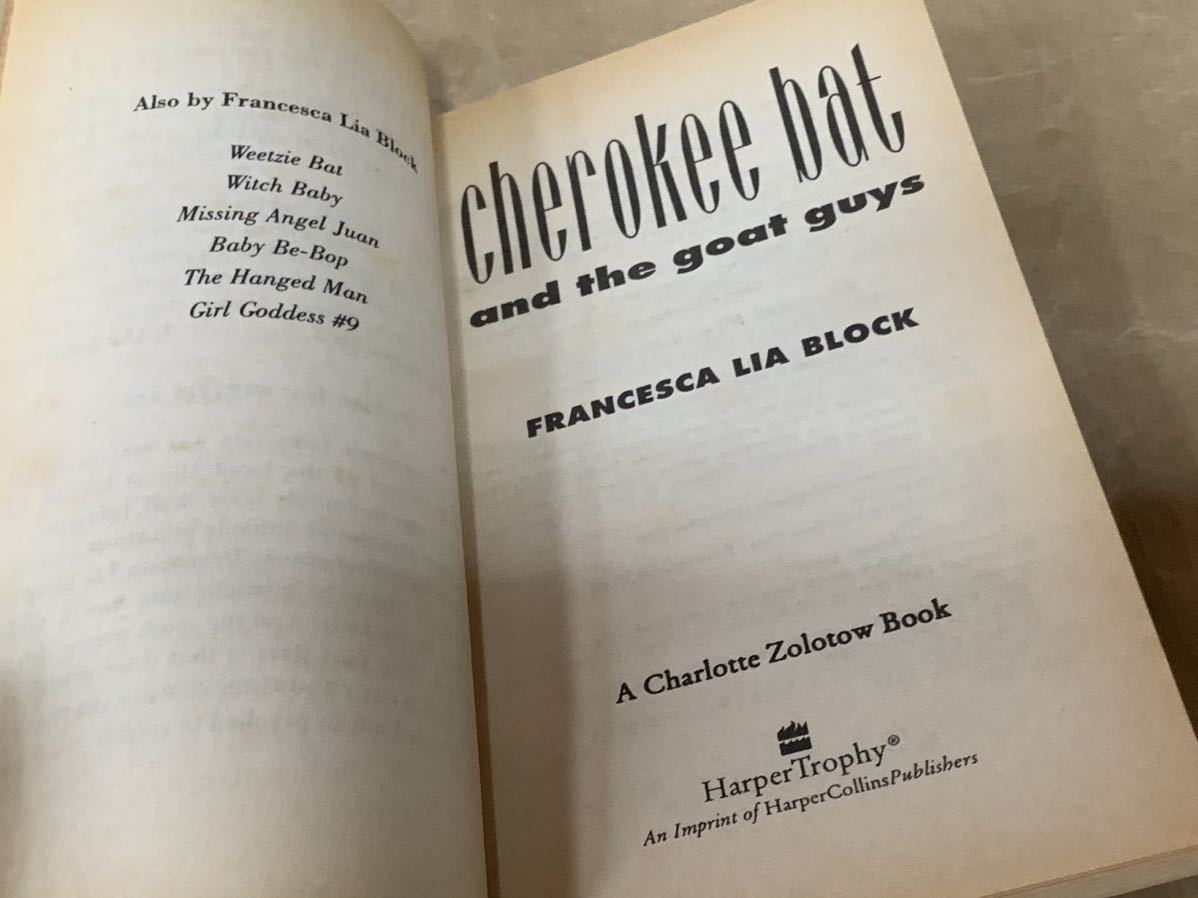 Also by Francesca Lia Block
Weetzie Bat
Witch Baby
Missing Angel Juan
Baby Be-Bop
The Hanged Man
Girl Goddess #9
cherokee bat
and the goat guys
FRANCESCA LIA BLOCK
A Charlotte Zolotow Book
HarperTrophy®
An Imprint of HarperCollinsPublishers